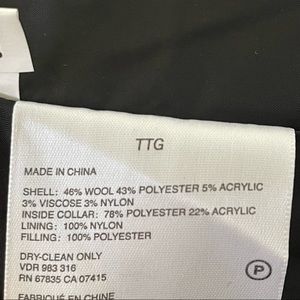 TTG
MADE IN CHINA
SHELL: 46% WOOL 43% POLYESTER 5% ACRYLIC
3% VISCOSE 3% NYLON
INSIDE COLLAR: 78% POLYESTER 22% ACRYLIC
LINING: 100% NYLON
FILLING: 100% POLYESTER
DRY-CLEAN ONLY
VDR 983 316
RN 67835 CA 07415
P
FABRIQUÉ EN CHINE